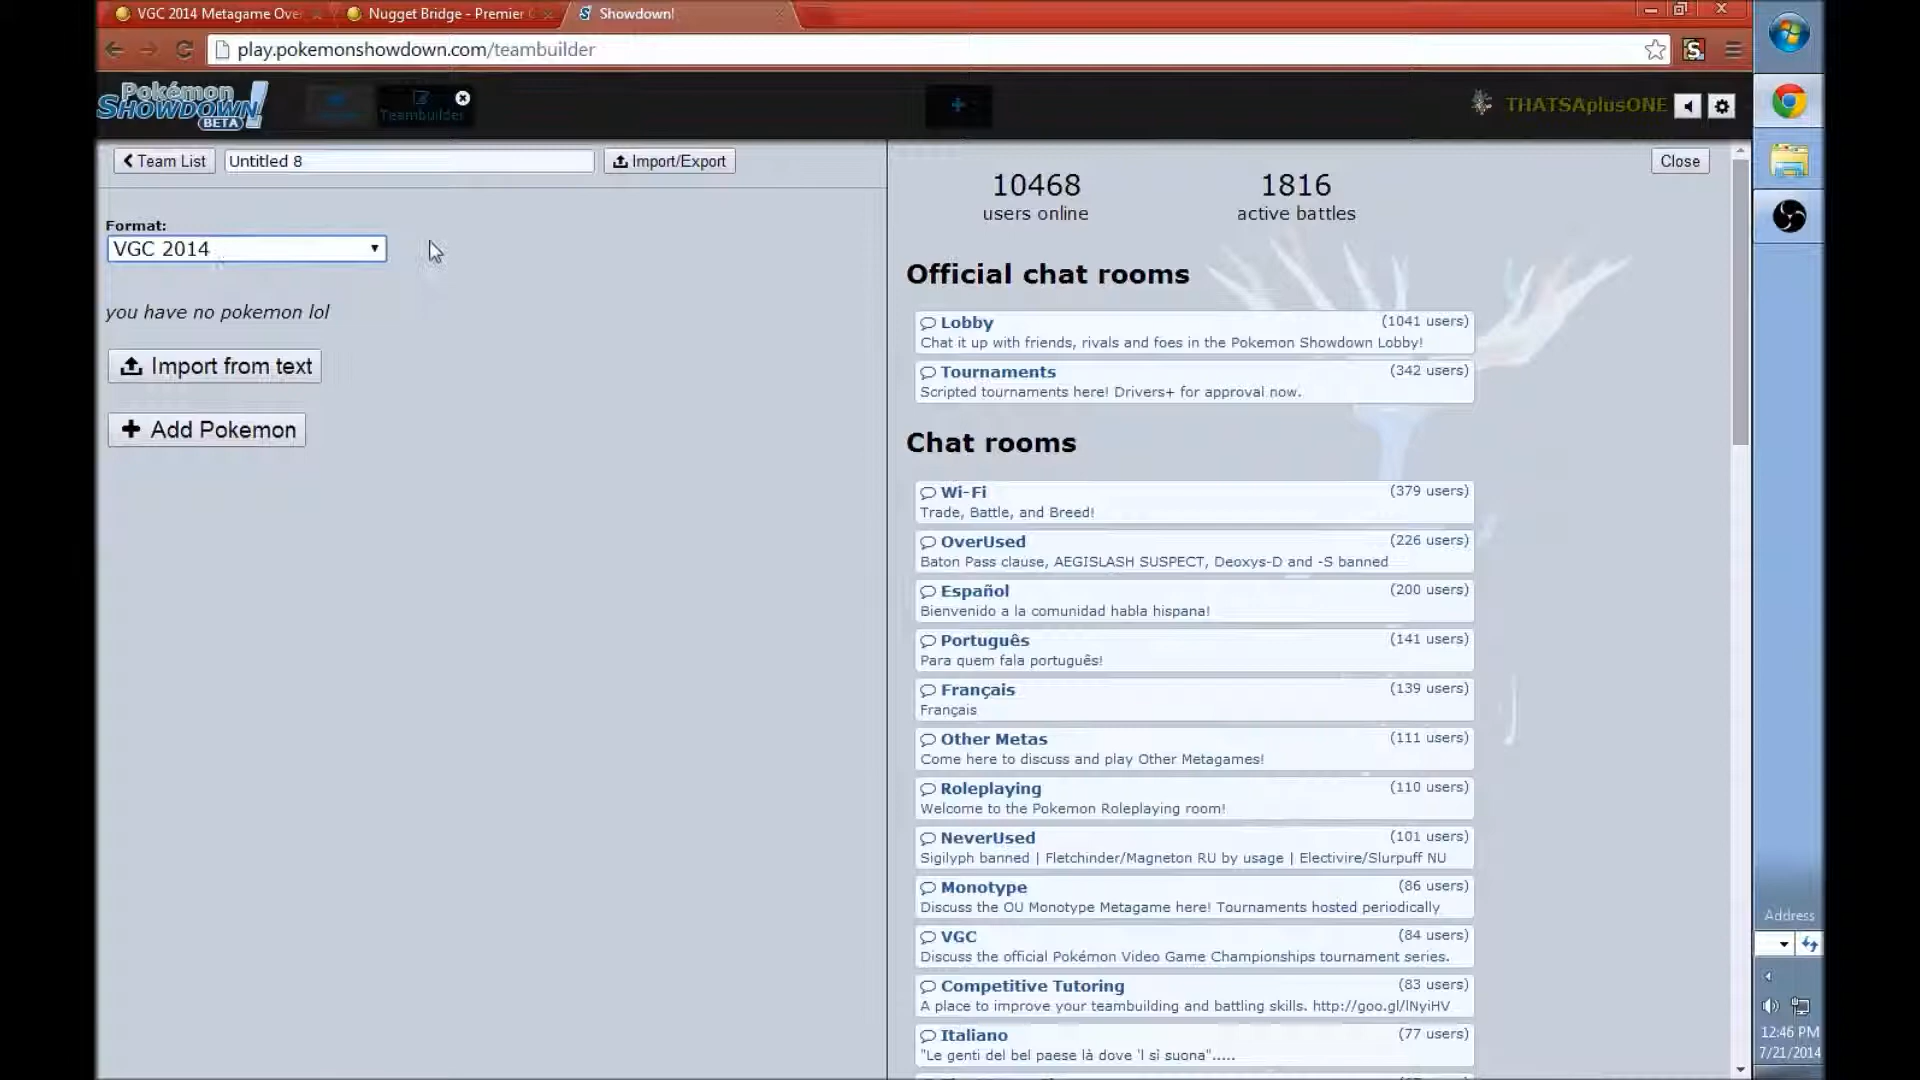 VGC 2014 Metagame Ove
Nugget Bridge - Premier
Showdown!
play.pokemonshowdown.com/teambuilder
Pokémon
SHOWDOWN!
BETA
Teambuilder
THATSAplusONE
Team List
Untitled 8
Import/Export
Close
Format:
VGC 2014
you have no pokemon lol
Import from text
Add Pokemon
10468
users online
1816
active battles
Official chat rooms
Lobby (1041 users)
Chat it up with friends, rivals and foes in the Pokemon Showdown Lobby!
Tournaments (342 users)
Scripted tournaments here! Drivers+ for approval now.
Chat rooms
Wi-Fi (379 users)
Trade, Battle, and Breed!
OverUsed (226 users)
Baton Pass clause, AEGISLASH SUSPECT, Deoxys-D and -S banned
Español (200 users)
Bienvenido a la comunidad habla hispana!
Português (141 users)
Para quem fala português!
Français (139 users)
Français
Other Metas (111 users)
Come here to discuss and play Other Metagames!
Roleplaying (110 users)
Welcome to the Pokemon Roleplaying room!
NeverUsed (101 users)
Sigilyph banned | Fletchinder/Magneton RU by usage | Electivire/Slurpuff NU
Monotype (86 users)
Discuss the OU Monotype Metagame here! Tournaments hosted periodically
VGC (84 users)
Discuss the official Pokémon Video Game Championships tournament series.
Competitive Tutoring (83 users)
A place to improve your teambuilding and battling skills. http://goo.gl/lNyiHV
Italiano (77 users)
"Le genti del bel paese là dove 'l sì suona".....
Address
12:46 PM
7/21/2014